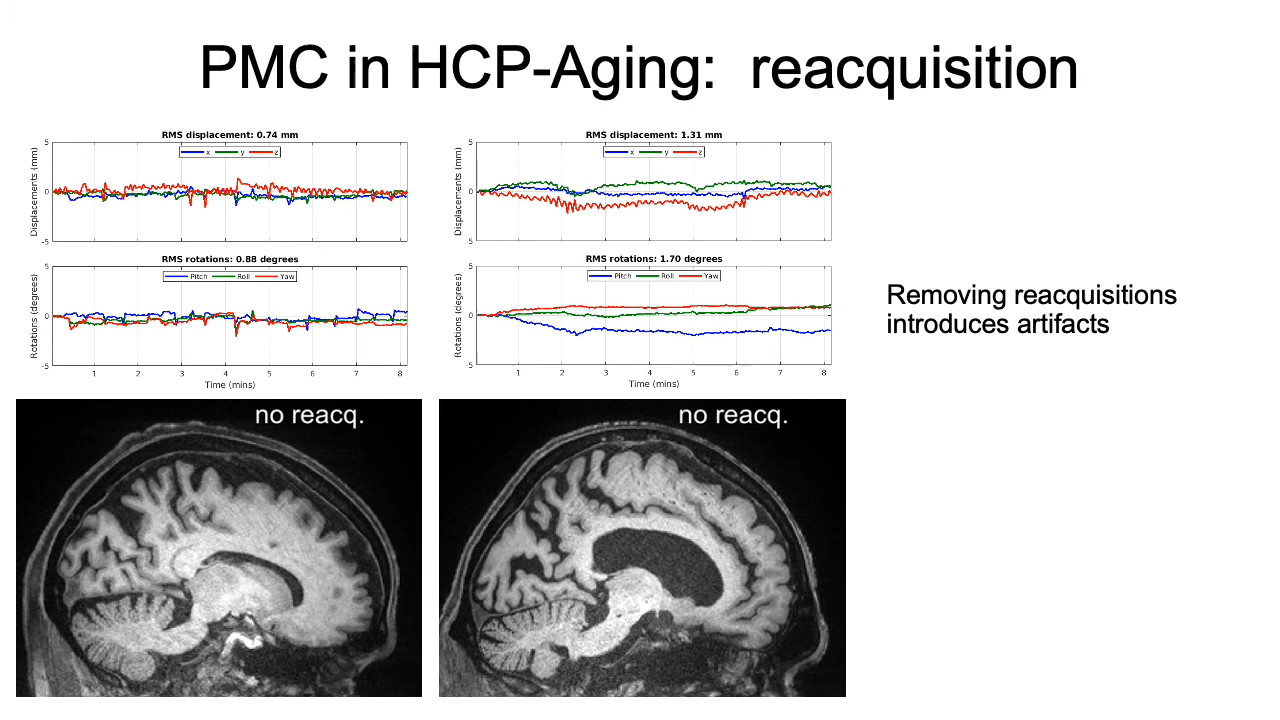 PMC in HCP-Aging: reacquisition
RMS displacement: 0.74 mm
x y z
Displacements (mm)
5
0
-5
RMS rotations: 0.88 degrees
Pitch Roll Yaw
Rotations (degrees)
5
0
-5
1 2 3 4 5 6 7 8
Time (mins)
RMS displacement: 1.31 mm
x y z
Displacements (mm)
5
0
-5
RMS rotations: 1.70 degrees
Pitch Roll Yaw
Rotations (degrees)
5
0
-5
1 2 3 4 5 6 7 8
Time (mins)
Removing reacquisitions
introduces artifacts
no reacq.
no reacq.